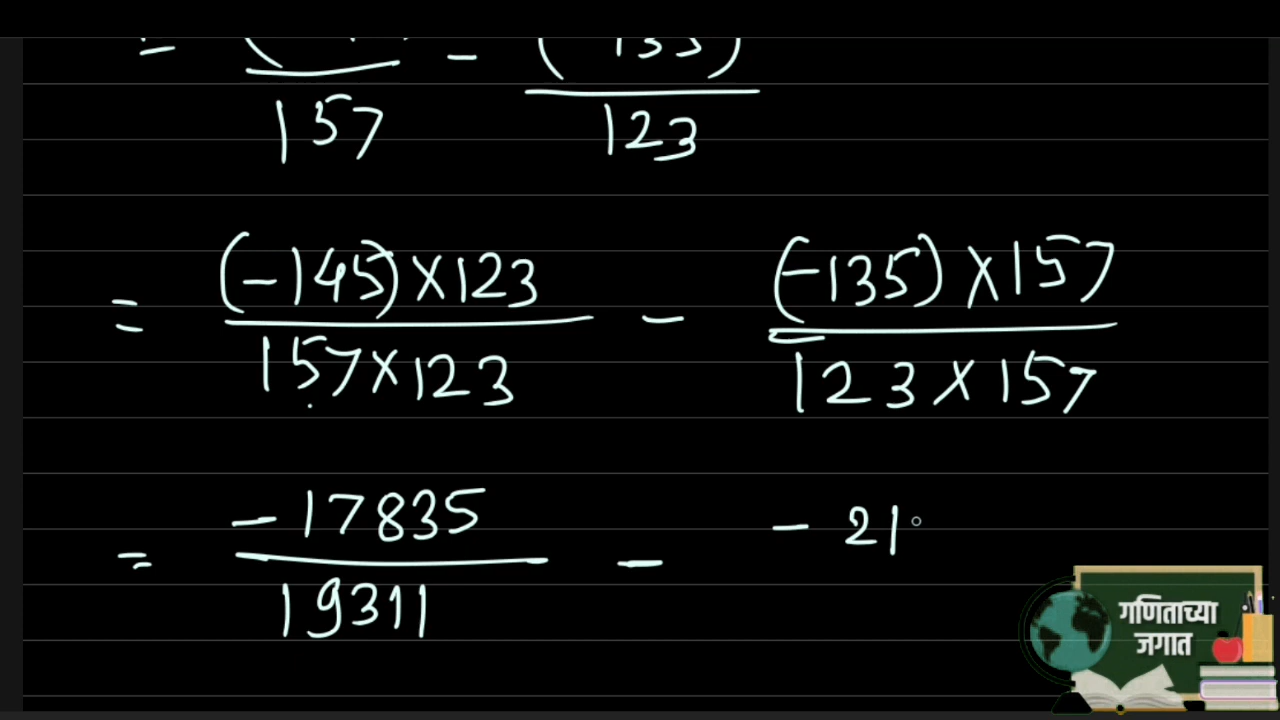 = -
157 123
= (-145)×123 / 157×123 - (-135)×157 / 123×157
= -17835 / 19311 - -21
गणिताच्या
जगात